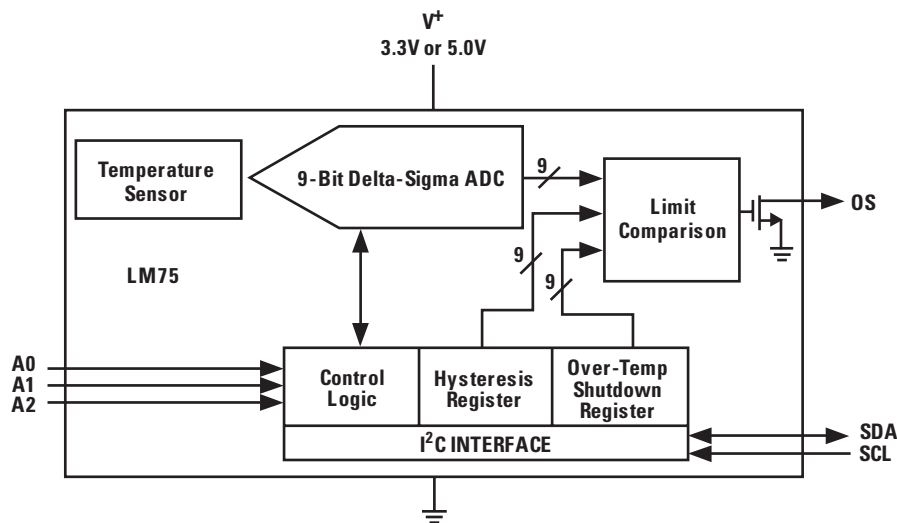 V+
3.3V or 5.0V
Temperature
Sensor
9-Bit Delta-Sigma ADC
9
Limit
Comparison
OS
LM75
9
9
A0
A1
A2
Control
Logic
Hysteresis
Register
Over-Temp
Shutdown
Register
I²C INTERFACE
SDA
SCL